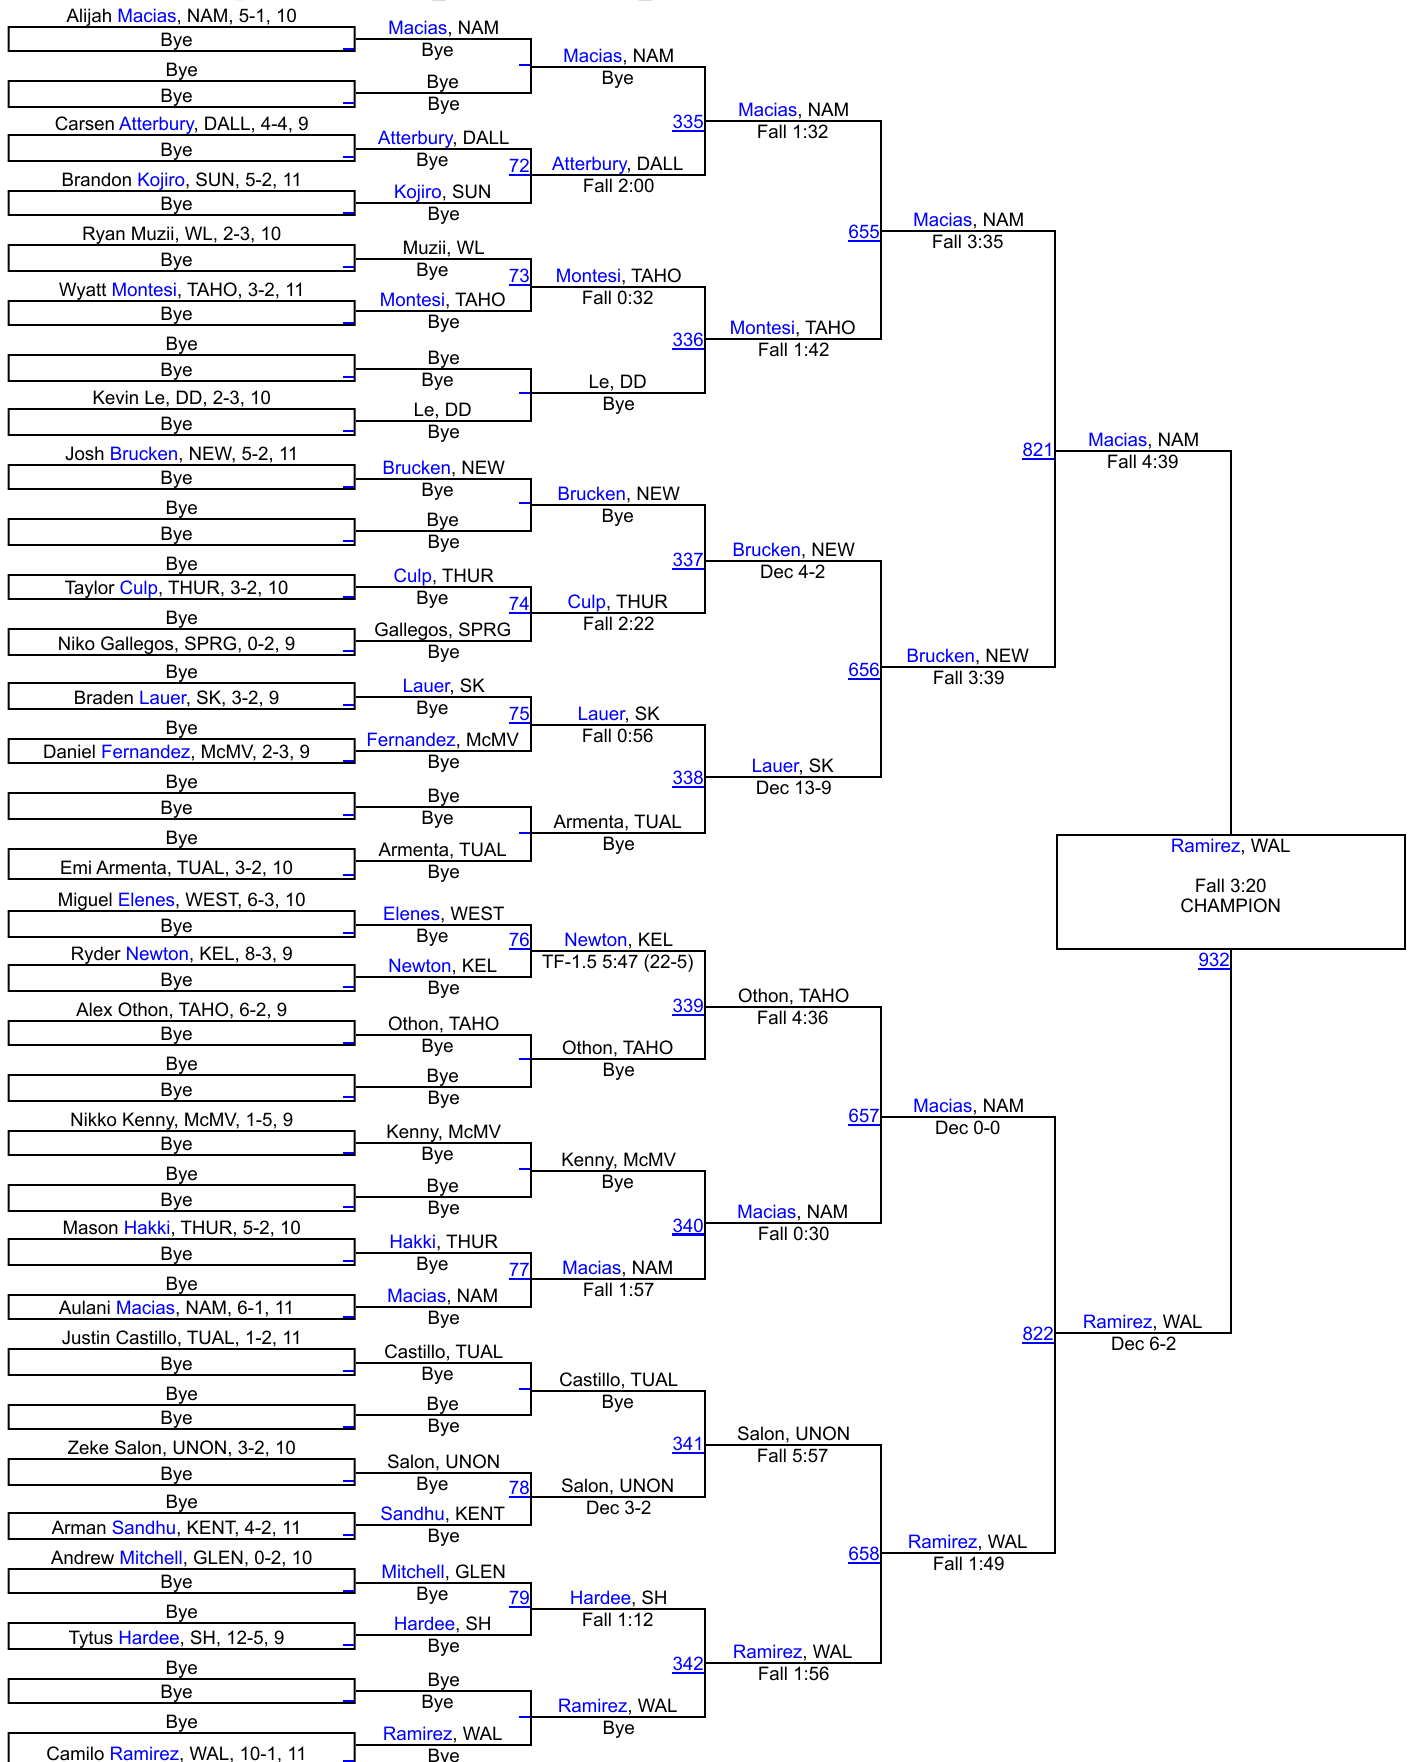 Alijah Macias, NAM, 5-1, 10
Bye
Bye
Bye
Carsen Atterbury, DALL, 4-4, 9
Bye
Brandon Kojiro, SUN, 5-2, 11
Bye
Ryan Muzii, WL, 2-3, 10
Bye
Wyatt Montesi, TAHO, 3-2, 11
Bye
Bye
Bye
Kevin Le, DD, 2-3, 10
Bye
Josh Brucken, NEW, 5-2, 11
Bye
Bye
Bye
Bye
Taylor Culp, THUR, 3-2, 10
Bye
Niko Gallegos, SPRG, 0-2, 9
Bye
Braden Lauer, SK, 3-2, 9
Bye
Daniel Fernandez, McMV, 2-3, 9
Bye
Bye
Bye
Emi Armenta, TUAL, 3-2, 10
Miguel Elenes, WEST, 6-3, 10
Bye
Ryder Newton, KEL, 8-3, 9
Bye
Alex Othon, TAHO, 6-2, 9
Bye
Bye
Bye
Nikko Kenny, McMV, 1-5, 9
Bye
Bye
Bye
Mason Hakki, THUR, 5-2, 10
Bye
Bye
Aulani Macias, NAM, 6-1, 11
Justin Castillo, TUAL, 1-2, 11
Bye
Bye
Bye
Zeke Salon, UNON, 3-2, 10
Bye
Bye
Arman Sandhu, KENT, 4-2, 11
Andrew Mitchell, GLEN, 0-2, 10
Bye
Bye
Tytus Hardee, SH, 12-5, 9
Bye
Bye
Bye
Camilo Ramirez, WAL, 10-1, 11
Macias, NAM
Bye
Bye
Bye
Atterbury, DALL
Bye
72
Kojiro, SUN
Bye
Muzii, WL
Bye
73
Montesi, TAHO
Bye
Bye
Bye
Le, DD
Bye
Brucken, NEW
Bye
Bye
Bye
Culp, THUR
Bye
74
Gallegos, SPRG
Bye
Lauer, SK
Bye
75
Fernandez, McMV
Bye
Bye
Bye
Armenta, TUAL
Bye
Elenes, WEST
Bye
76
Newton, KEL
Bye
Othon, TAHO
Bye
Bye
Bye
Kenny, McMV
Bye
Bye
Bye
Hakki, THUR
Bye
77
Macias, NAM
Bye
Castillo, TUAL
Bye
Bye
Bye
Salon, UNON
Bye
78
Sandhu, KENT
Bye
Mitchell, GLEN
Bye
79
Hardee, SH
Bye
Bye
Bye
Ramirez, WAL
Bye
Macias, NAM
Bye
335
Atterbury, DALL
Fall 2:00
Montesi, TAHO
Fall 0:32
336
Le, DD
Bye
Brucken, NEW
Bye
337
Culp, THUR
Fall 2:22
Lauer, SK
Fall 0:56
338
Armenta, TUAL
Bye
Newton, KEL
TF-1.5 5:47 (22-5)
339
Othon, TAHO
Bye
Kenny, McMV
Bye
340
Macias, NAM
Fall 1:57
Castillo, TUAL
Bye
341
Salon, UNON
Dec 3-2
Hardee, SH
Fall 1:12
342
Ramirez, WAL
Bye
Macias, NAM
Fall 1:32
655
Montesi, TAHO
Fall 1:42
Brucken, NEW
Dec 4-2
656
Lauer, SK
Dec 13-9
Othon, TAHO
Fall 4:36
657
Macias, NAM
Fall 0:30
Salon, UNON
Fall 5:57
658
Ramirez, WAL
Fall 1:56
Macias, NAM
Fall 3:35
821
Brucken, NEW
Fall 3:39
Macias, NAM
Dec 0-0
822
Ramirez, WAL
Fall 1:49
Macias, NAM
Fall 4:39
Ramirez, WAL
Dec 6-2
Ramirez, WAL
Fall 3:20
CHAMPION
932